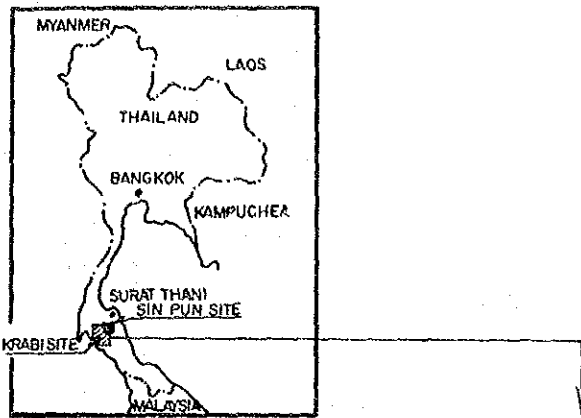 MYANMER
LAOS
THAILAND
BANGKOK
KAMPUCHEA
SURAT THANI
SIN PUN SITE
KRABI SITE
MALAYSIA